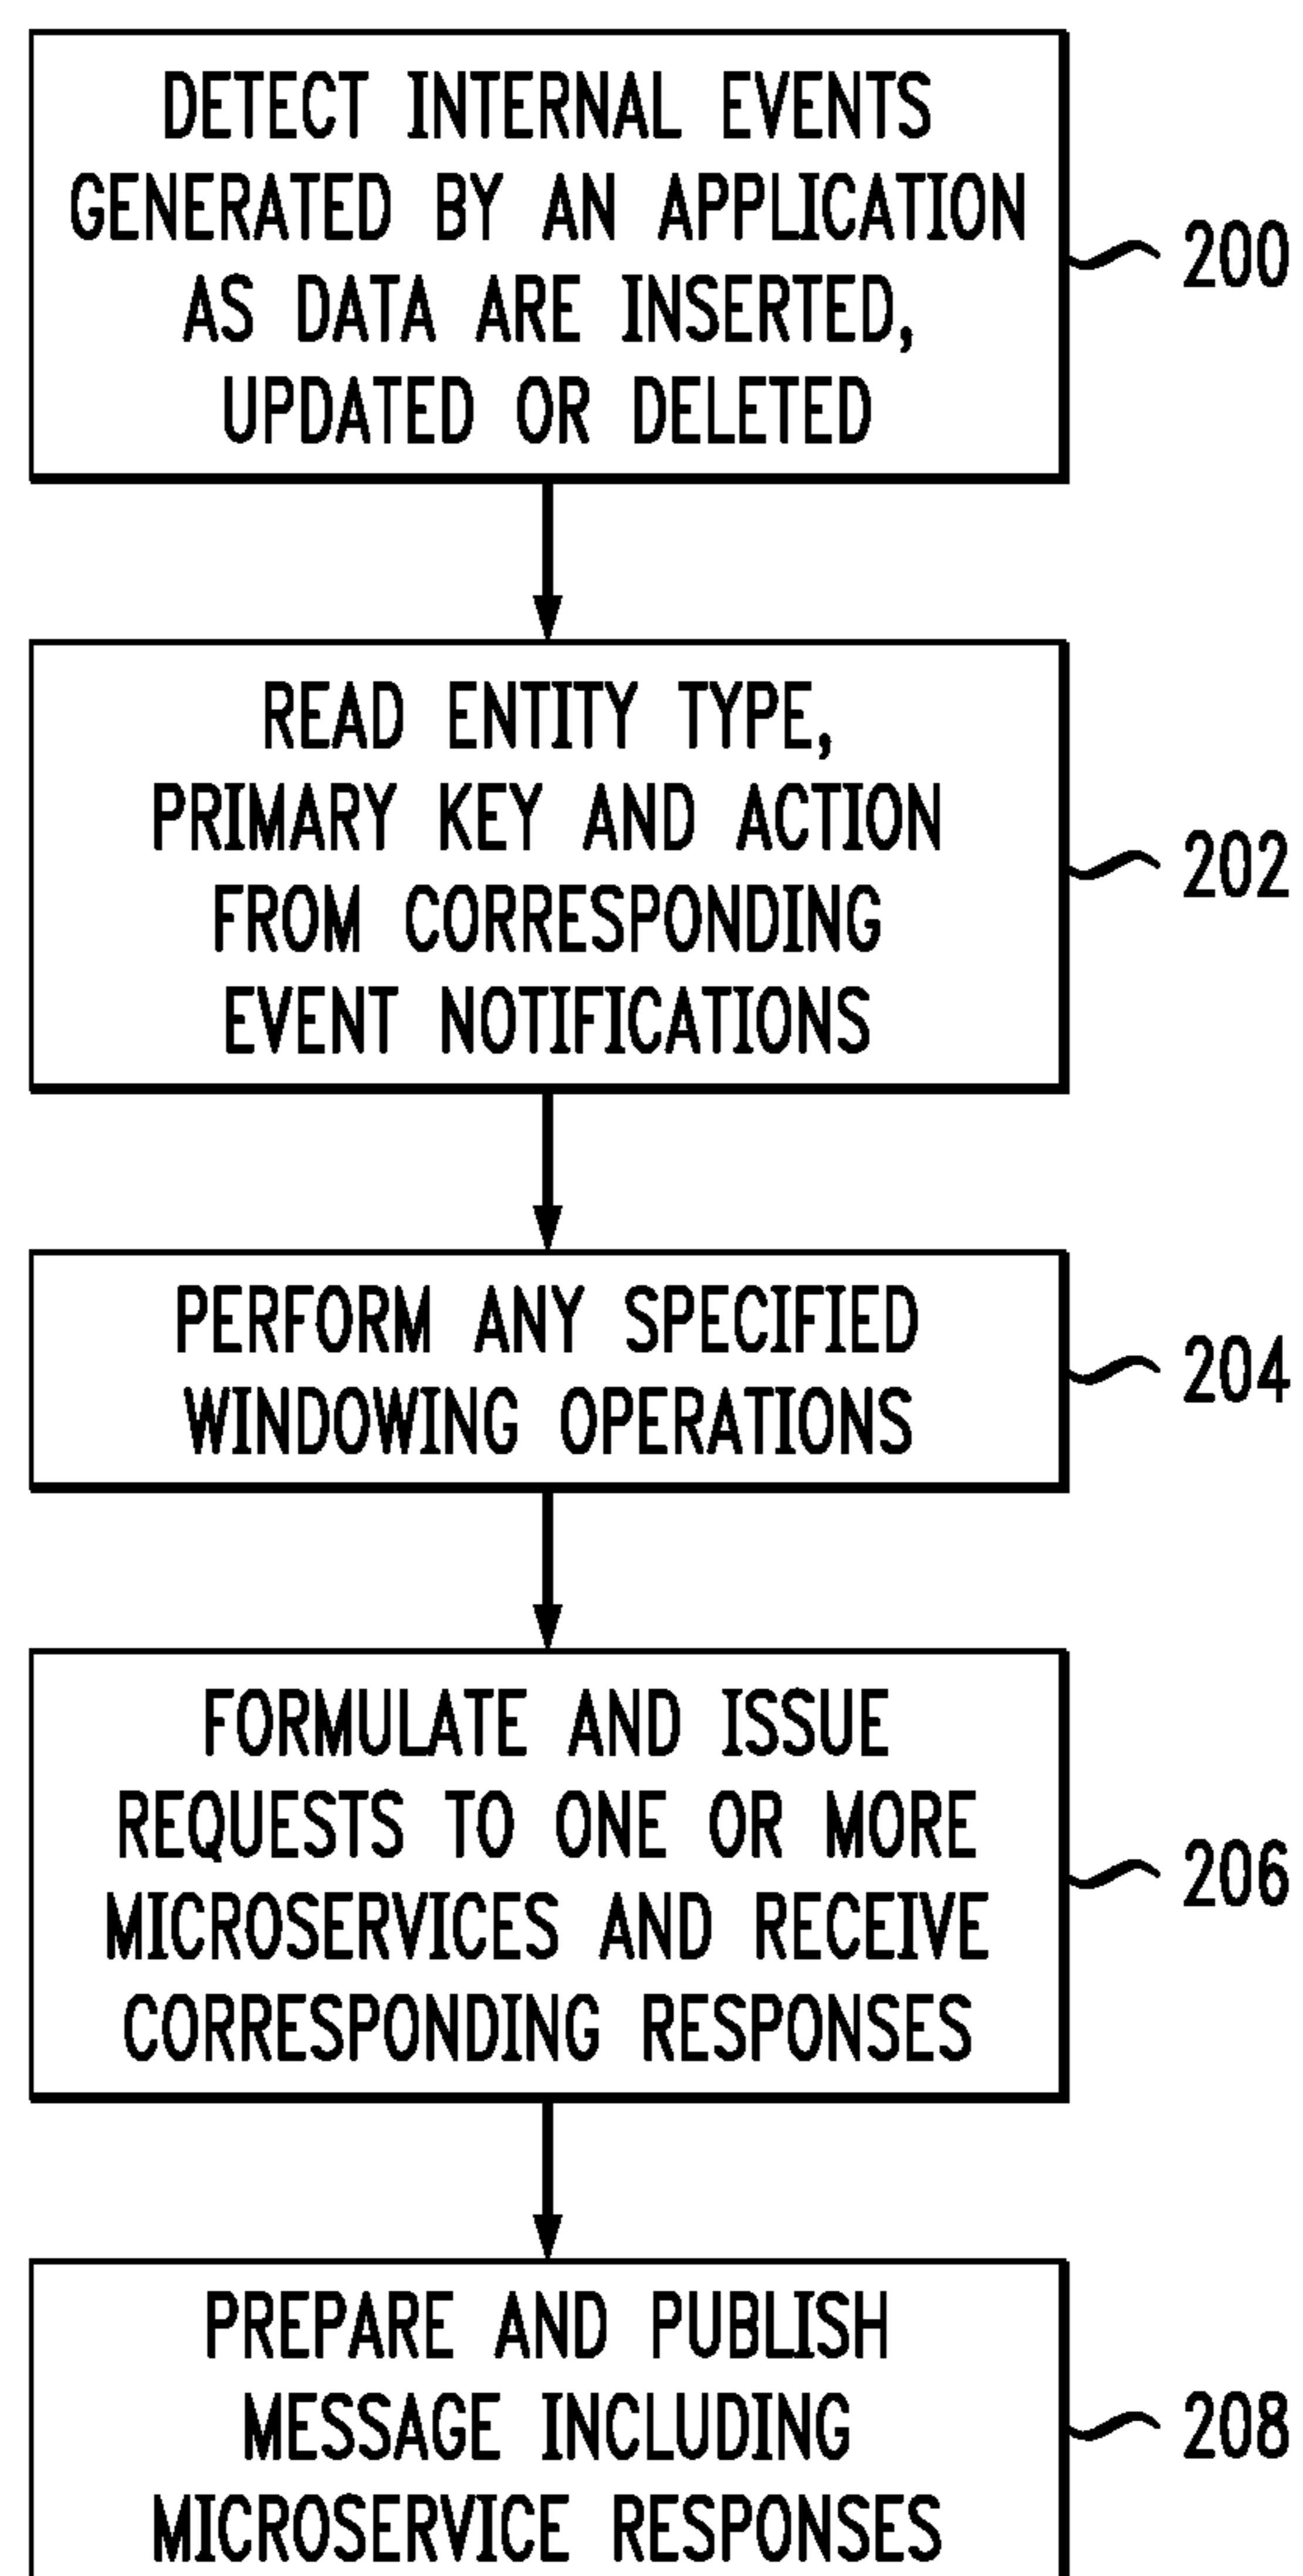 DETECT INTERNAL EVENTS
GENERATED BY AN APPLICATION
AS DATA ARE INSERTED,
UPDATED OR DELETED
200
READ ENTITY TYPE,
PRIMARY KEY AND ACTION
FROM CORRESPONDING
EVENT NOTIFICATIONS
202
PERFORM ANY SPECIFIED
WINDOWING OPERATIONS
204
FORMULATE AND ISSUE
REQUESTS TO ONE OR MORE
MICROSERVICES AND RECEIVE
CORRESPONDING RESPONSES
206
PREPARE AND PUBLISH
MESSAGE INCLUDING
MICROSERVICE RESPONSES
208